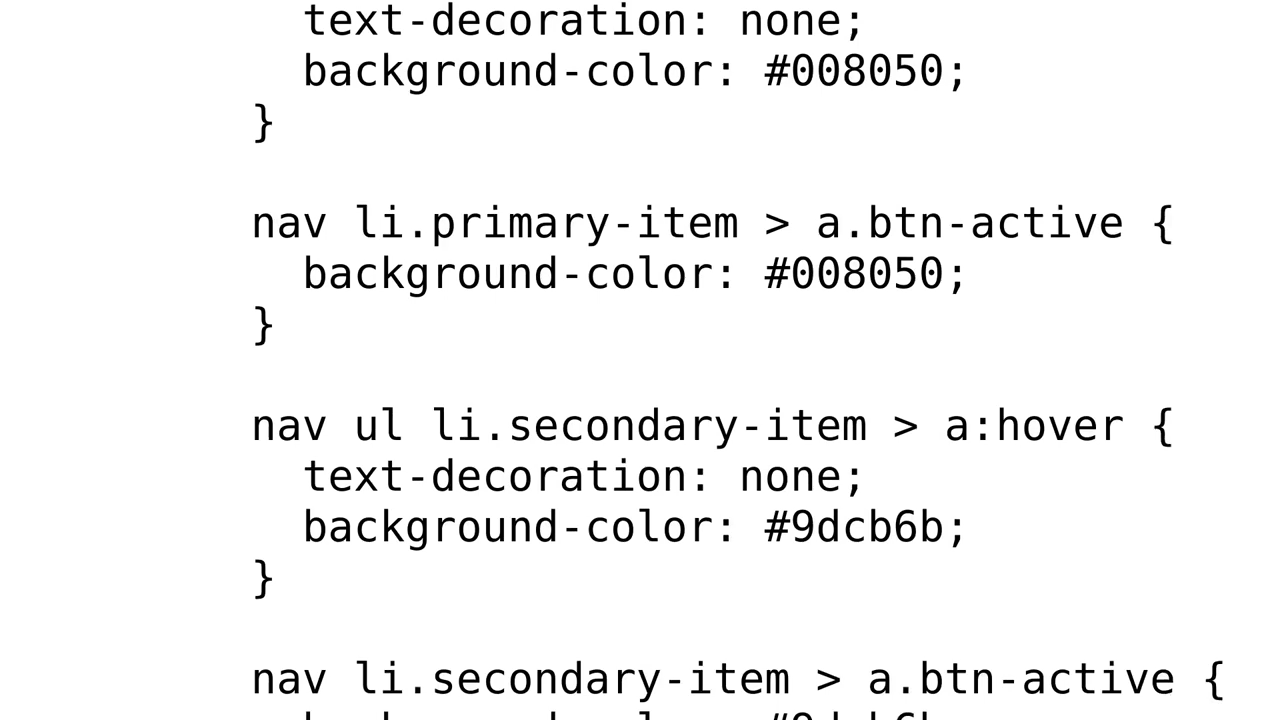 text-decoration: none;
background-color: #008050;
}
nav li.primary-item > a.btn-active {
background-color: #008050;
}
nav ul li.secondary-item > a:hover {
text-decoration: none;
background-color: #9dcb6b;
}
nav li.secondary-item > a.btn-active {